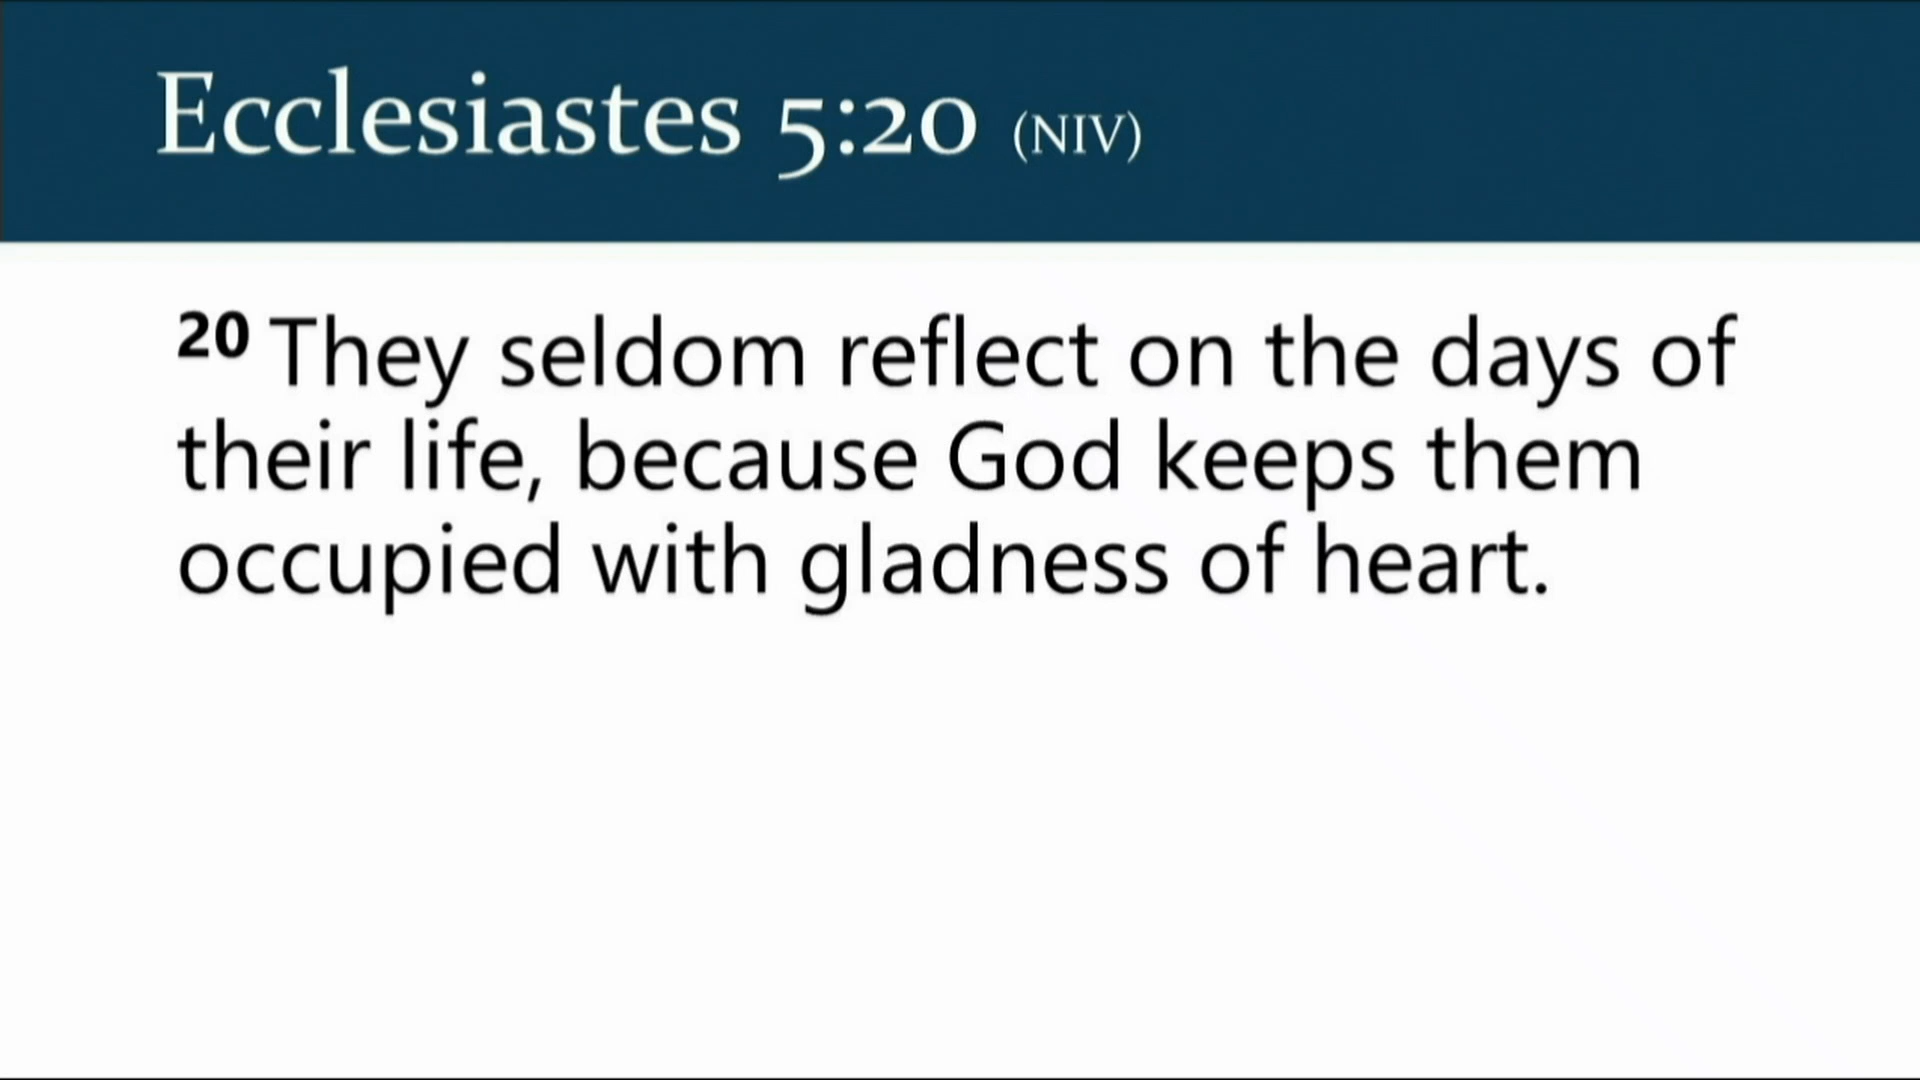 Ecclesiastes 5:20 (NIV)
20 They seldom reflect on the days of
their life, because God keeps them
occupied with gladness of heart.